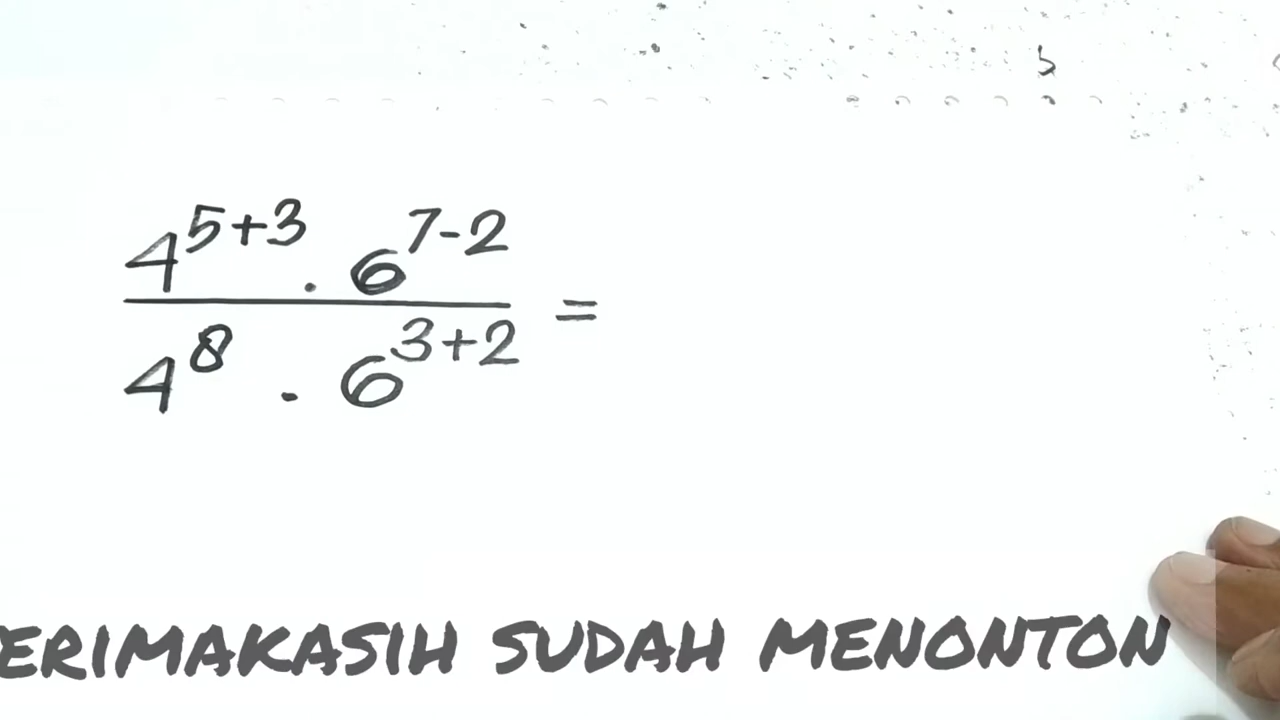 4^{5+3} . 6^{7-2}
4^8 . 6^{3+2} =
ERIMAKASIH SUDAH MENONTON